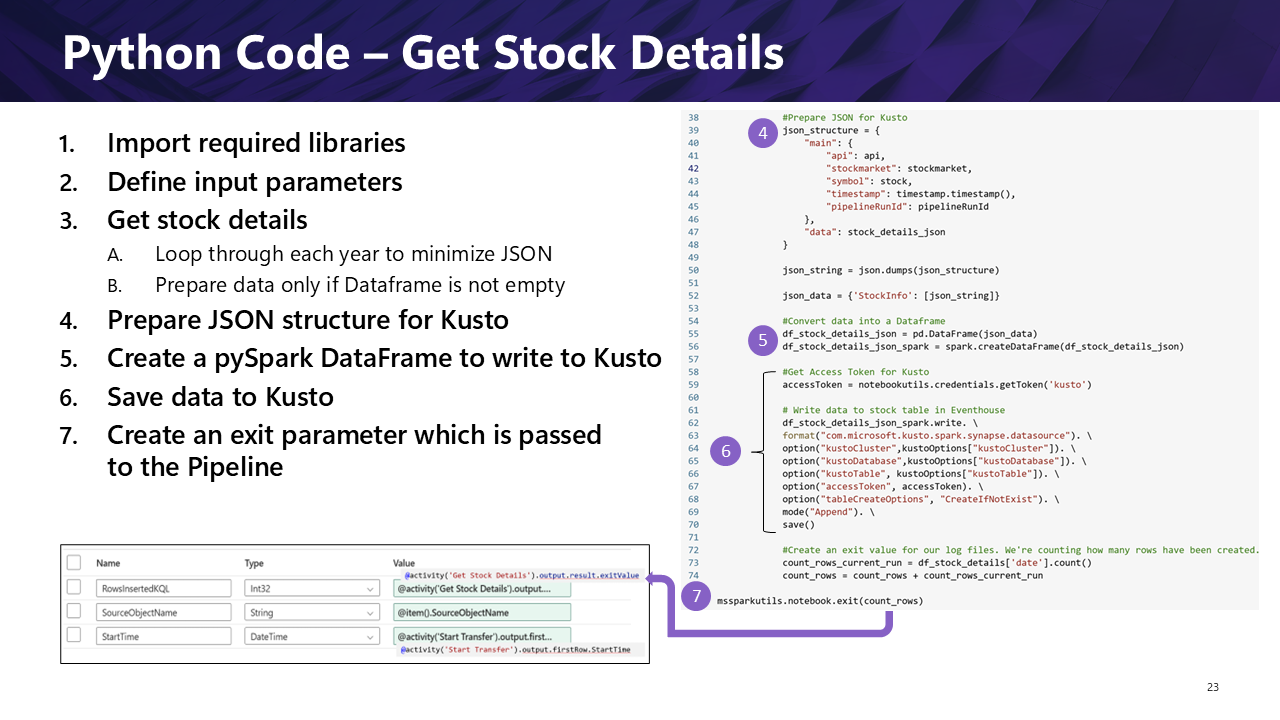 Python Code – Get Stock Details
1. Import required libraries
2. Define input parameters
3. Get stock details
A. Loop through each year to minimize JSON
B. Prepare data only if Dataframe is not empty
4. Prepare JSON structure for Kusto
5. Create a pySpark DataFrame to write to Kusto
6. Save data to Kusto
7. Create an exit parameter which is passed
to the Pipeline
38 #Prepare JSON for Kusto
4
39 json_structure = {
40 "main": {
41 "api": api,
42 "stockmarket": stockmarket,
43 "symbol": stock,
44 "timestamp": timestamp.timestamp(),
45 "pipelineRunId": pipelineRunId
46 },
47 "data": stock_details_json
48 }
49
50 json_string = json.dumps(json_structure)
51
52 json_data = {'StockInfo': [json_string]}
53
54 #Convert data into a Dataframe
5
55 df_stock_details_json = pd.DataFrame(json_data)
56 df_stock_details_json_spark = spark.createDataFrame(df_stock_details_json)
57
58 #Get Access Token for Kusto
59 accessToken = notebookutils.credentials.getToken('kusto')
60
61 # Write data to stock table in Eventhouse
62 df_stock_details_json_spark.write. \
63 format("com.microsoft.kusto.spark.synapse.datasource"). \
6
64 option("kustoCluster",kustoOptions["kustoCluster"]). \
65 option("kustoDatabase",kustoOptions["kustoDatabase"]). \
66 option("kustoTable", kustoOptions["kustoTable"]). \
67 option("accessToken", accessToken). \
68 option("tableCreateOptions", "CreateIfNotExist"). \
69 mode("Append"). \
70 save()
71
72 #Create an exit value for our log files. We're counting how many rows have been created.
73 count_rows_current_run = df_stock_details['date'].count()
74 count_rows = count_rows + count_rows_current_run
7
mssparkutils.notebook.exit(count_rows)
Name Type Value
@activity('Get Stock Details').output.result.exitValue
RowsInsertedKQL Int32 @activity('Get Stock Details').output....
SourceObjectName String @item().SourceObjectName
StartTime DateTime @activity('Start Transfer').output.first...
@activity('Start Transfer').output.firstRow.StartTime
23